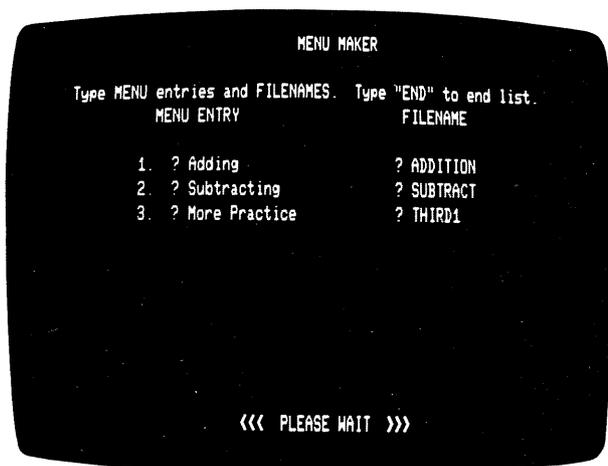 MENU MAKER
Type MENU entries and FILENAMES. Type "END" to end list.
MENU ENTRY FILENAME
1. ? Adding ? ADDITION
2. ? Subtracting ? SUBTRACT
3. ? More Practice ? THIRD1
<<< PLEASE WAIT >>>